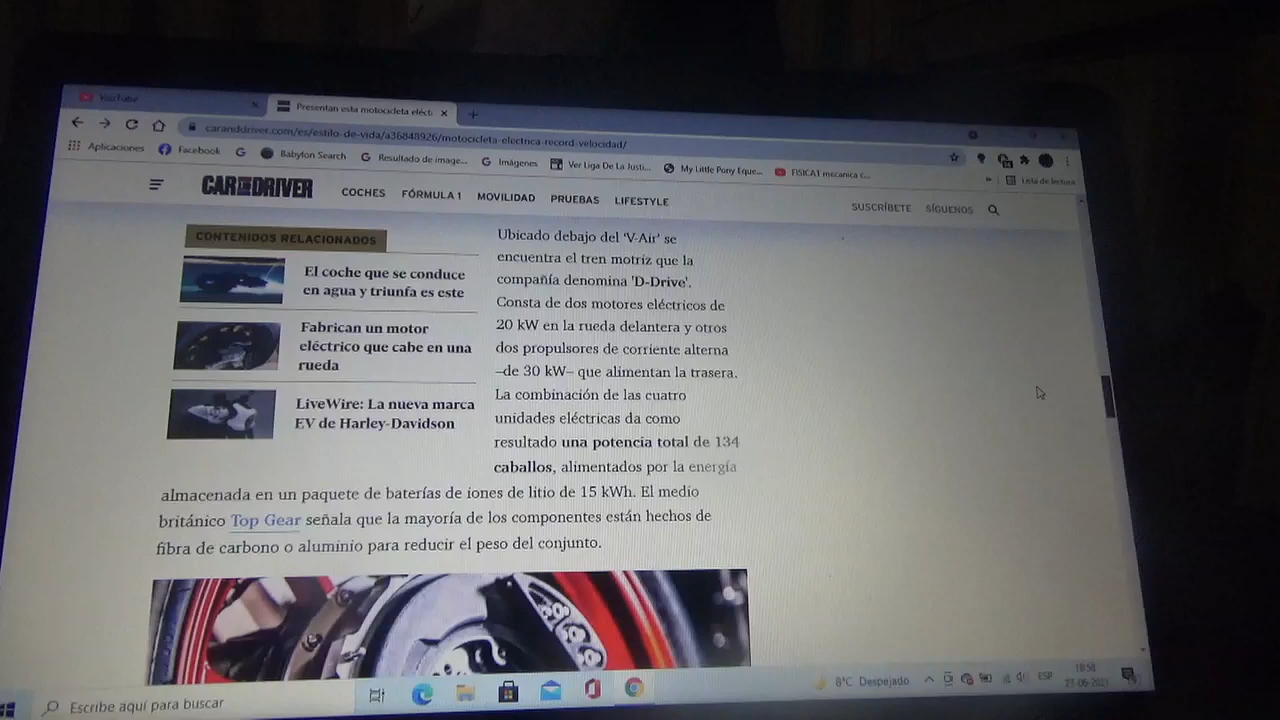 YouTube
Presentan esta motocicleta eléct
caranddriver.com/es/estilo-de-vida/a36848926/motocicleta-electrica-record-velocidad/
Aplicaciones Facebook Babylon Search Resultado de image... Imágenes Ver Liga De La Justi... My Little Pony Eque... FISICA1 mecanica c...
Lista de lectura
CAR AND DRIVER COCHES FÓRMULA 1 MOVILIDAD PRUEBAS LIFESTYLE SUSCRÍBETE SÍGUENOS
CONTENIDOS RELACIONADOS
El coche que se conduce
en agua y triunfa es este
Fabrican un motor
eléctrico que cabe en una
rueda
LiveWire: La nueva marca
EV de Harley-Davidson
Ubicado debajo del 'V-Air' se
encuentra el tren motriz que la
compañía denomina 'D-Drive'.
Consta de dos motores eléctricos de
20 kW en la rueda delantera y otros
dos propulsores de corriente alterna
–de 30 kW– que alimentan la trasera.
La combinación de las cuatro
unidades eléctricas da como
resultado una potencia total de 134
caballos, alimentados por la energía
almacenada en un paquete de baterías de iones de litio de 15 kWh. El medio
británico Top Gear señala que la mayoría de los componentes están hechos de
fibra de carbono o aluminio para reducir el peso del conjunto.
Escribe aquí para buscar
8°C Despejado
ESP
18:58
23-06-2021